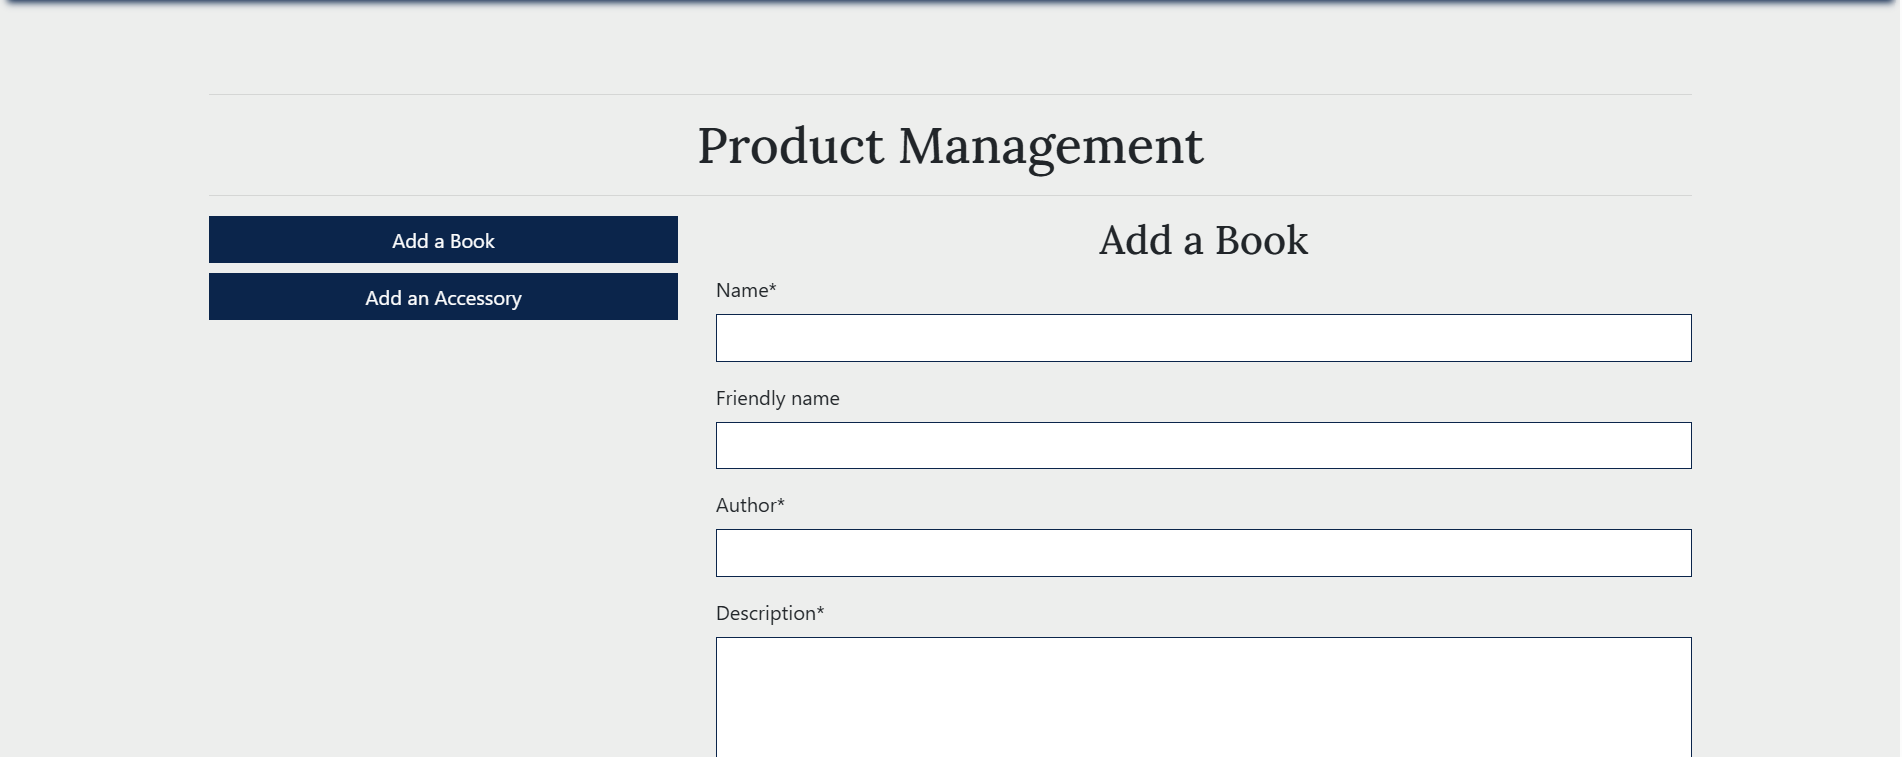 Product Management
Add a Book
Add an Accessory
Add a Book
Name*
Friendly name
Author*
Description*